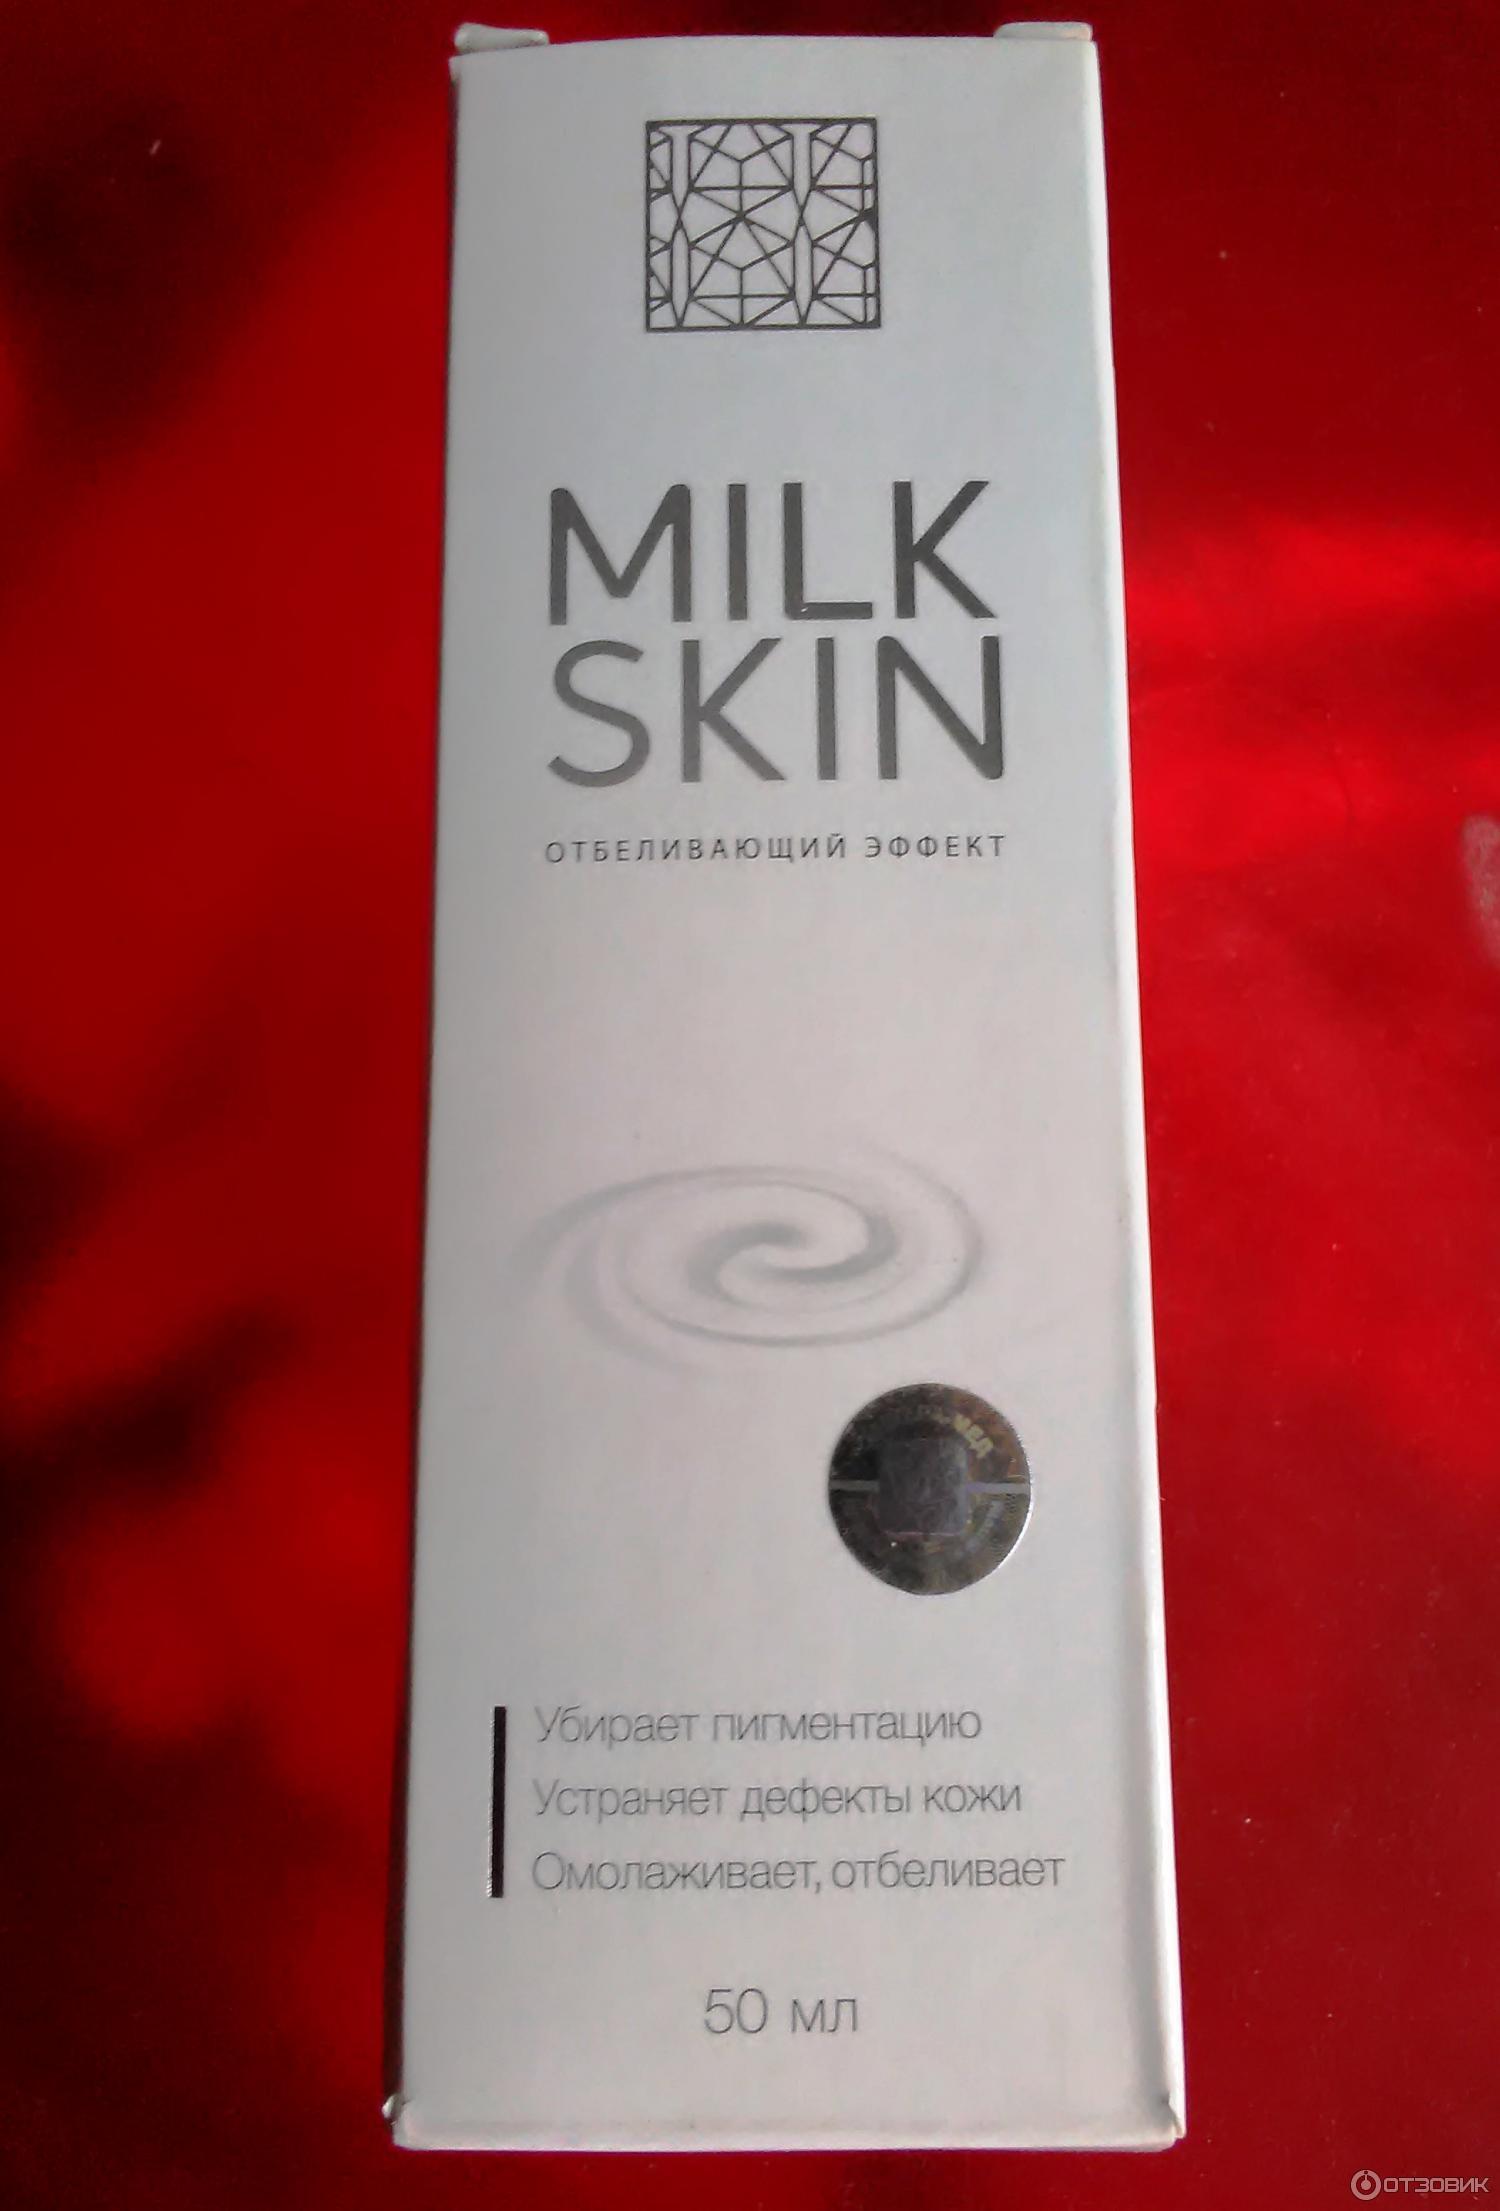 MILK
SKIN
ОТБЕЛИВАЮЩИЙ ЭФФЕКТ
Убирает пигментацию
Устраняет дефекты кожи
Омолаживает, отбеливает
50 мл
ОТЗОВИК